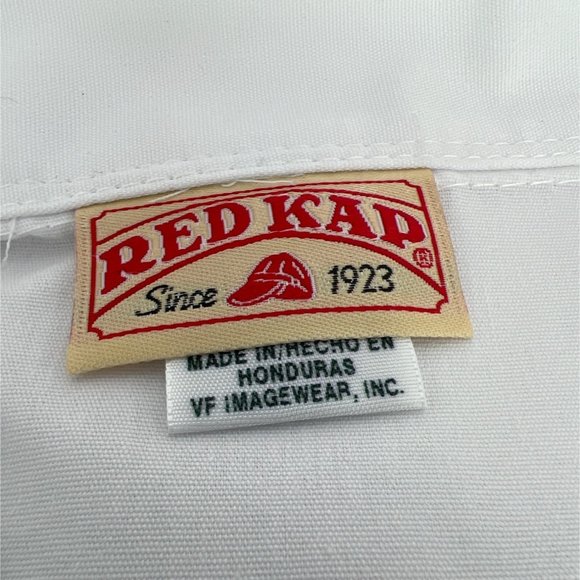 RED KAP
®
Since 1923
MADE IN/HECHO EN
HONDURAS
VF IMAGEWEAR, INC.